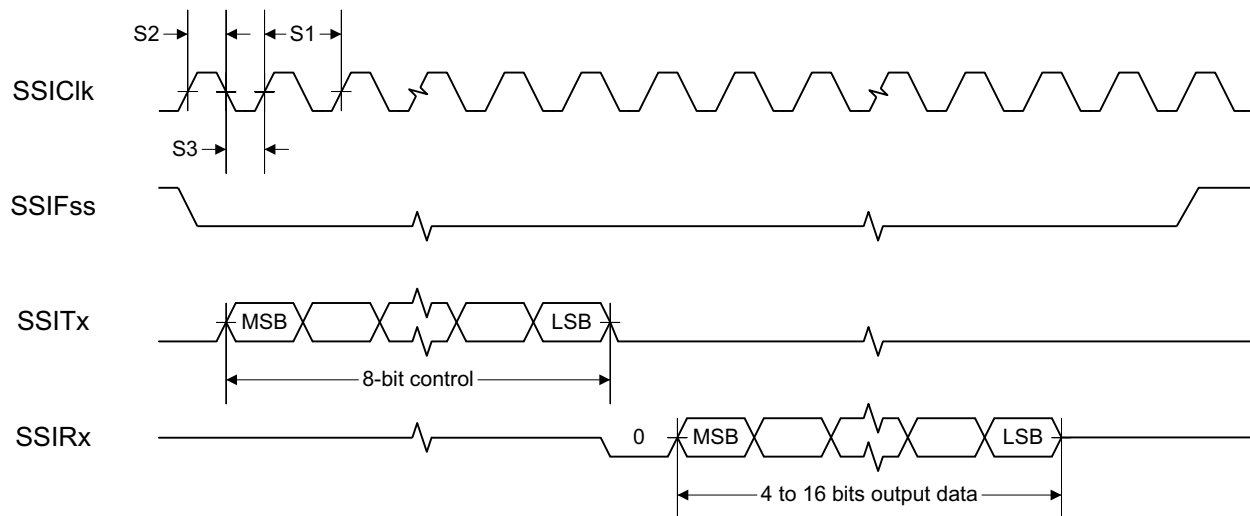 S2
S1
SSIClk
S3
SSIFss
SSITx
MSB
LSB
8-bit control
SSIRx
0
MSB
LSB
4 to 16 bits output data